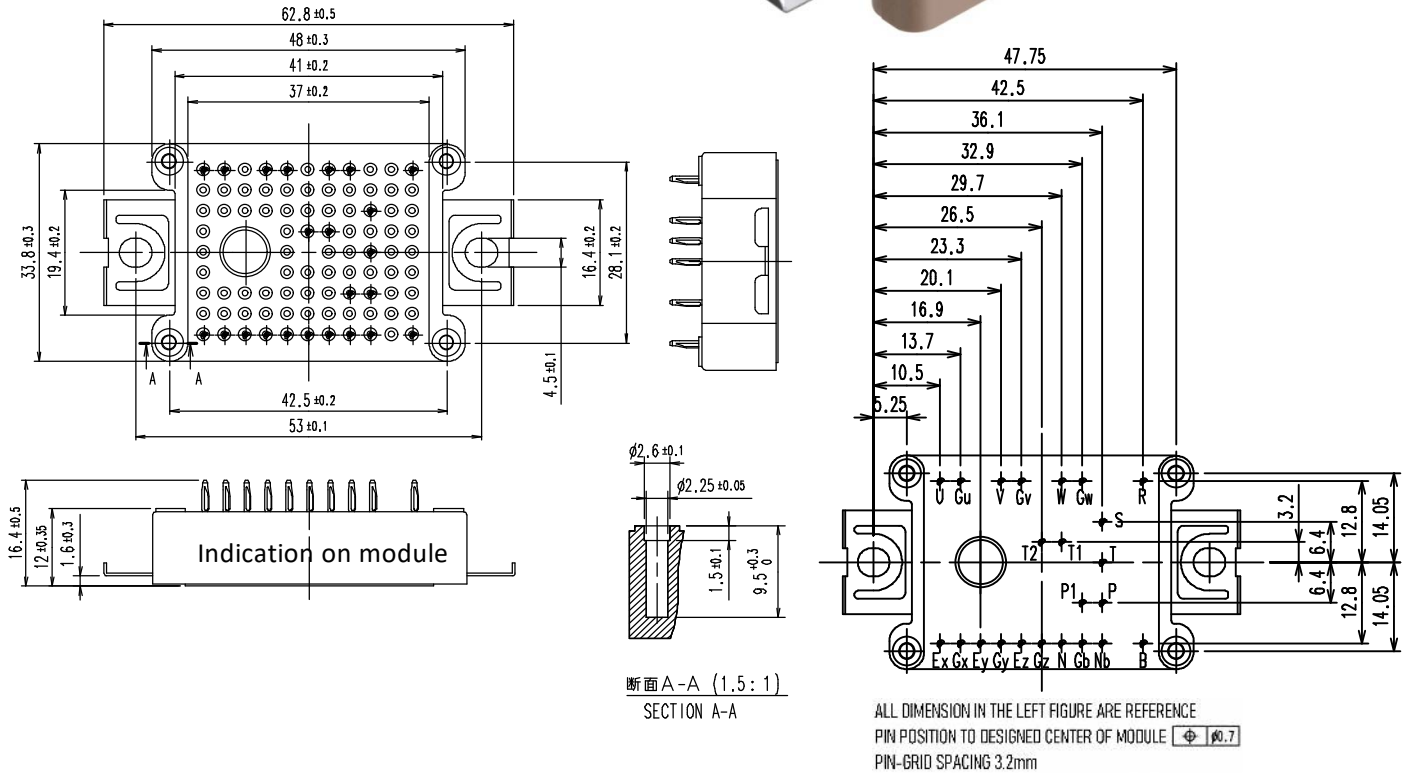 62.8 ±0.5
48 ±0.3
41 ±0.2
37 ±0.2
33.8 ±0.3
19.4 ±0.2
16.4 ±0.2
28.1 ±0.2
4.5 ±0.1
A A
42.5 ±0.2
53 ±0.1
47.75
42.5
36.1
32.9
29.7
26.5
23.3
20.1
16.9
13.7
10.5
5.25
16.4 ±0.5
12 ±0.35
1.6 ±0.3
Indication on module
φ2.6 ±0.1
φ2.25 ±0.05
1.5 ±0.1
9.5 +0.3 0
断面A-A (1.5:1)
SECTION A-A
U Gu V Gv W Gw R
S
T2 T1 T
P1 P
Ex Gx Ey Gy Ez Gz N Gb Nb B
3.2
6.4
12.8
14.05
6.4
12.8
14.05
ALL DIMENSION IN THE LEFT FIGURE ARE REFERENCE
PIN POSITION TO DESIGNED CENTER OF MODULE ⌖ φ0.7
PIN-GRID SPACING 3.2mm